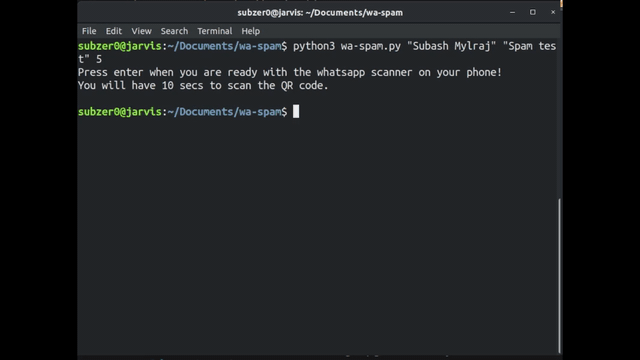 subzer0@jarvis: ~/Documents/wa-spam
File Edit View Search Terminal Help
subzer0@jarvis:~/Documents/wa-spam$ python3 wa-spam.py "Subash Mylraj" "Spam tes
t" 5
Press enter when you are ready with the whatsapp scanner on your phone!
You will have 10 secs to scan the QR code.
subzer0@jarvis:~/Documents/wa-spam$